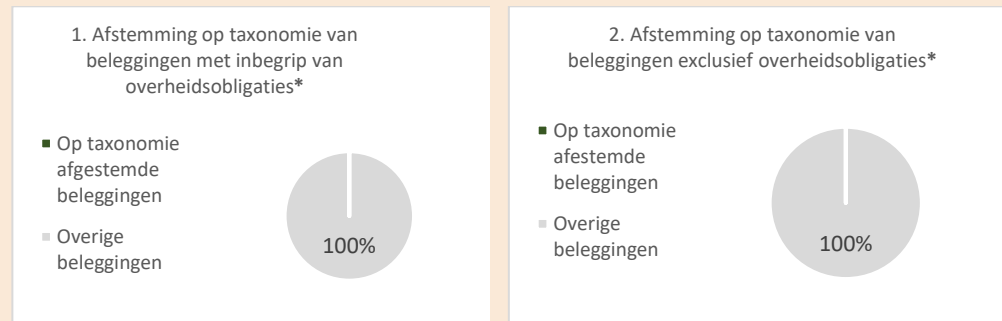 1. Afstemming op taxonomie van
beleggingen met inbegrip van
overheidsobligaties*
Op taxonomie
afgestemde
beleggingen
Overige
beleggingen
100%
2. Afstemming op taxonomie van
beleggingen exclusief overheidsobligaties*
Op taxonomie
afestemde
beleggingen
Overige
beleggingen
100%